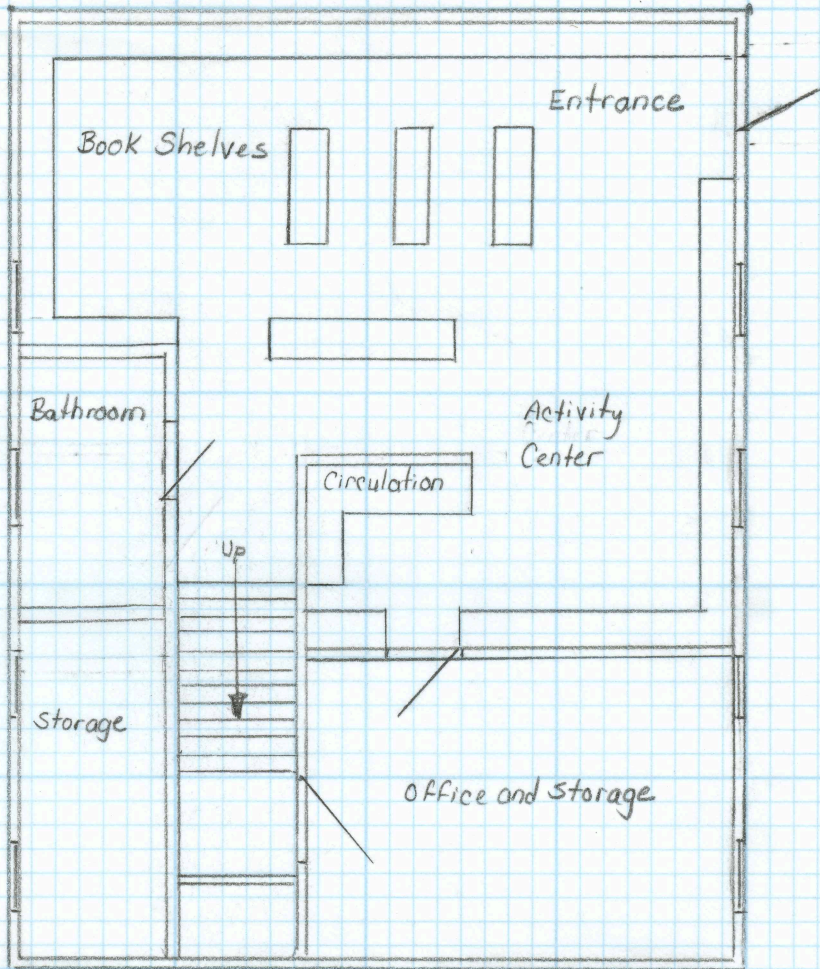 Entrance
Book Shelves
Bathroom
Activity
Center
Circulation
Up
Storage
Office and Storage